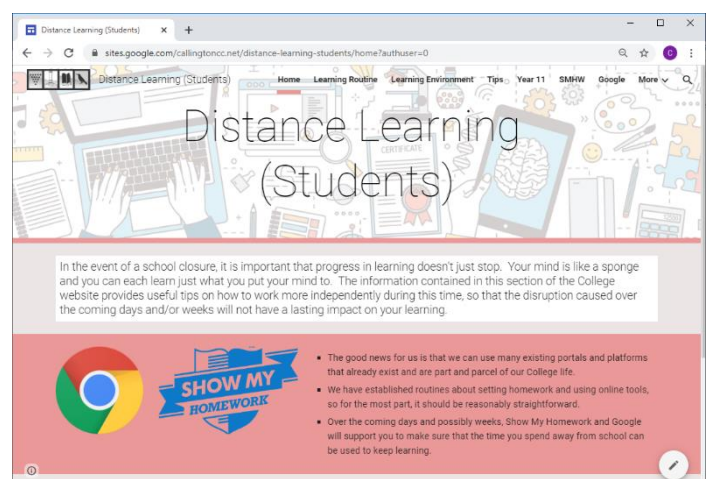 Distance Learning (Students)
sites.google.com/callingtoncc.net/distance-learning-students/home?authuser=0
C
Distance Learning (Students)
Home Learning Routine Learning Environment Tips Year 11 SMHW Google More
Distance Learning
(Students)
CERTIFICATE
In the event of a school closure, it is important that progress in learning doesn't just stop. Your mind is like a sponge
and you can each learn just what you put your mind to. The information contained in this section of the College
website provides useful tips on how to work more independently during this time, so that the disruption caused over
the coming days and/or weeks will not have a lasting impact on your learning.
SHOW MY
HOMEWORK
▪ The good news for us is that we can use many existing portals and platforms
that already exist and are part and parcel of our College life.
▪ We have established routines about setting homework and using online tools,
so for the most part, it should be reasonably straightforward.
▪ Over the coming days and possibly weeks, Show My Homework and Google
will support you to make sure that the time you spend away from school can
be used to keep learning.